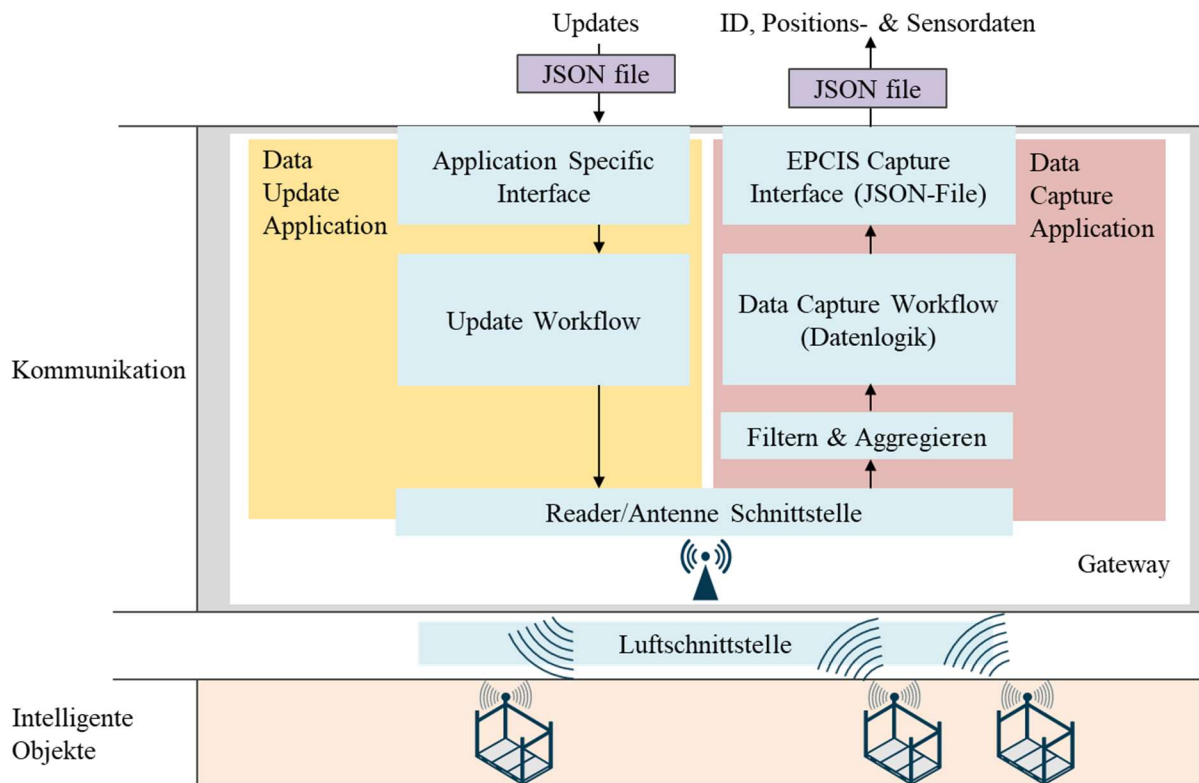 Updates
ID, Positions- & Sensordaten
JSON file
JSON file
Data
Update
Application
Application Specific
Interface
EPCIS Capture
Interface (JSON-File)
Data
Capture
Application
Update Workflow
Data Capture Workflow
(Datenlogik)
Kommunikation
Filtern & Aggregieren
Reader/Antenne Schnittstelle
Gateway
Luftschnittstelle
Intelligente
Objekte